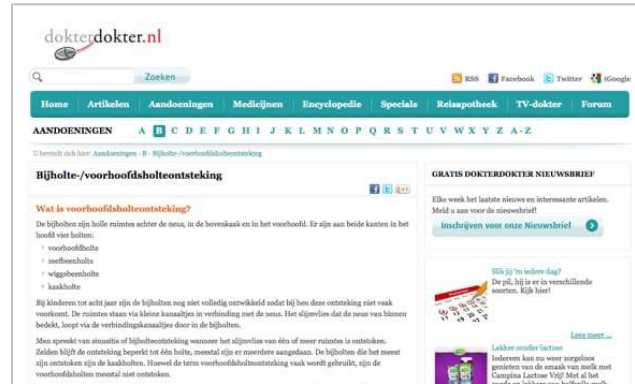 dokterdokter.nl
Zoeken
RSS Facebook Twitter iGoogle
Home Artikelen Aandoeningen Medicijnen Encyclopedie Specials Reisapotheek TV-dokter Forum
AANDOENINGEN A B C D E F G H I J K L M N O P Q R S T U V W X Y Z A-Z
U bevindt zich hier: Aandoeningen - B - Bijholte-/voorhoofdsholteontsteking
Bijholte-/voorhoofdsholteontsteking
Wat is voorhoofdsholteontsteking?
De bijholten zijn holle ruimtes achter de neus, in de bovenkaak en in het voorhoofd. Er zijn aan beide kanten in het
hoofd vier holten:
voorhoofdholte
zeefbeenholte
wiggebeenholte
kaakholte
Bij kinderen tot acht jaar zijn de bijholten nog niet volledig ontwikkeld zodat bij hen deze ontsteking niet vaak
voorkomt. De ruimtes staan via kleine kanaaltjes in verbinding met de neus. Het slijmvlies dat de neus van binnen
bedekt, loopt via de verbindingskanaaltjes door in de bijholten.
Men spreekt van sinusitis of bijholteontsteking wanneer het slijmvlies van één of meer ruimtes is ontstoken.
Zelden blijft de ontsteking beperkt tot één holte, meestal zijn er meerdere aangedaan. De bijholten die het meest
zijn ontstoken zijn de kaakholten. Hoewel de term voorhoofdsholteontsteking vaak wordt gebruikt, zijn de
voorhoofdsholten meestal niet ontstoken.
GRATIS DOKTERDOKTER NIEUWSBRIEF
Elke week het laatste nieuws en interessante artikelen.
Meld u aan voor de nieuwsbrief!
Inschrijven voor onze Nieuwsbrief
Slik jij 'm iedere dag?
De pil, hij is er in verschillende
soorten. Kijk hier!
Lees meer ...
Lekker zonder lactose
Iedereen kan nu weer zorgeloos
genieten van de smaak van melk met
Campina Lactose Vrij! Met al het